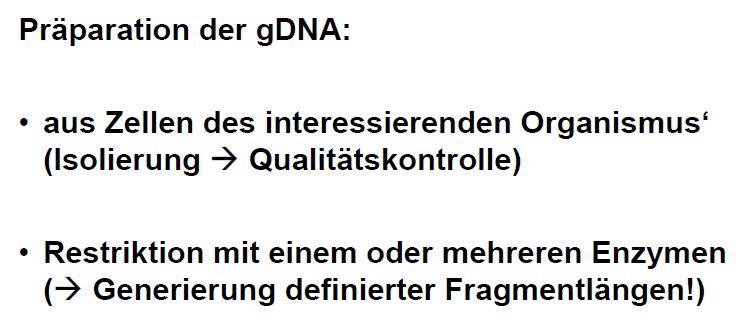 Präparation der gDNA:
• aus Zellen des interessierenden Organismus‘
(Isolierung → Qualitätskontrolle)
• Restriktion mit einem oder mehreren Enzymen
(→ Generierung definierter Fragmentlängen!)